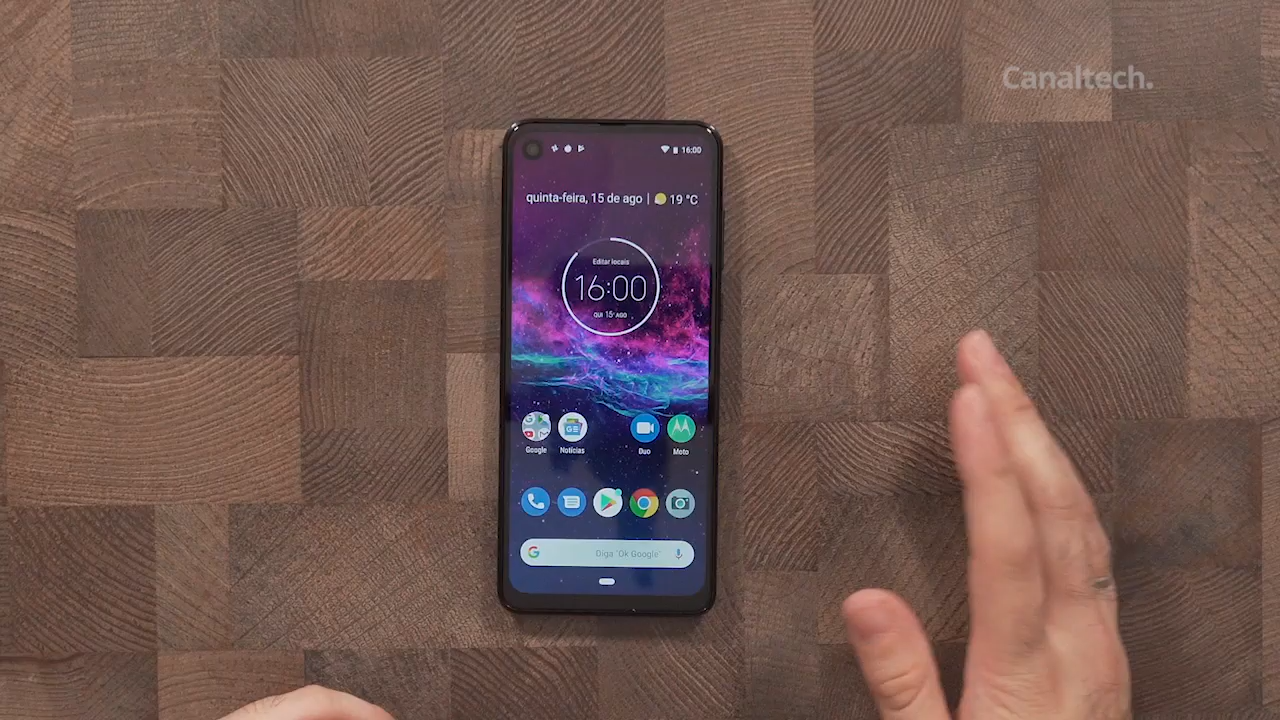 Canaltech.
16:00
quinta-feira, 15 de ago | 19 °C
Editar locais
16:00
QUI 15 AGO
Google Notícias Duo Moto
Diga "Ok Google"